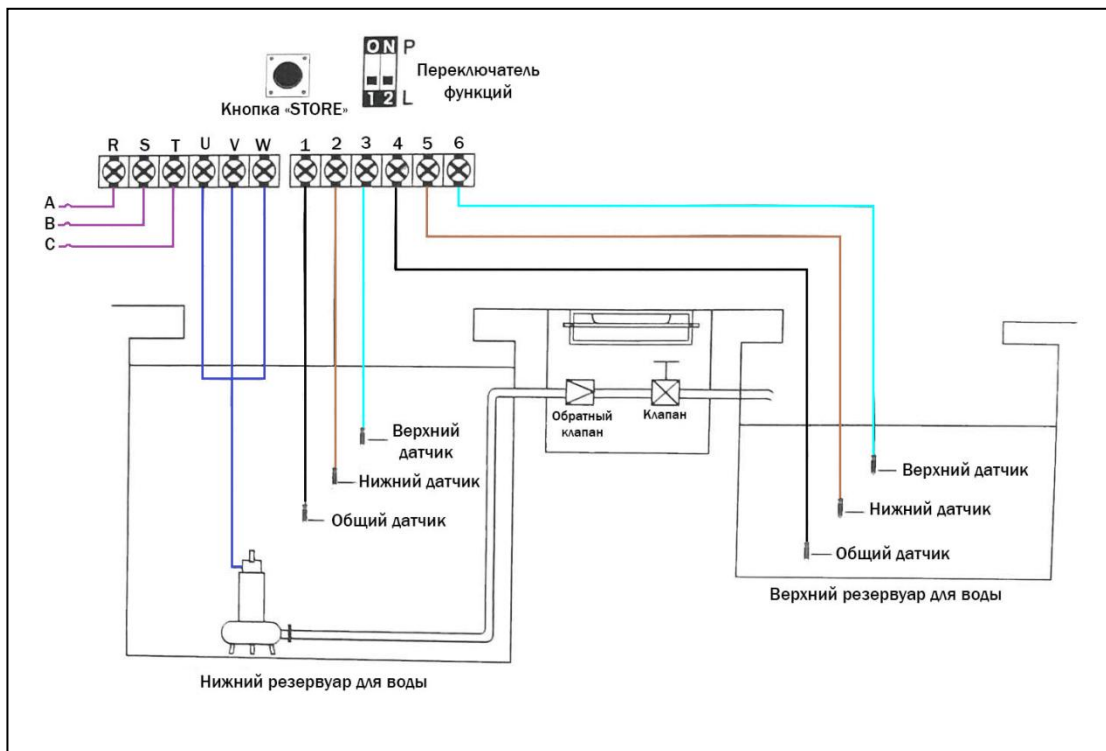 ON P
Переключатель
функций
1 2 L
Кнопка «STORE»
R S T U V W 1 2 3 4 5 6
A
B
C
Обратный
клапан
Клапан
Верхний
датчик
Нижний датчик
Общий датчик
Верхний датчик
Нижний датчик
Общий датчик
Верхний резервуар для воды
Нижний резервуар для воды